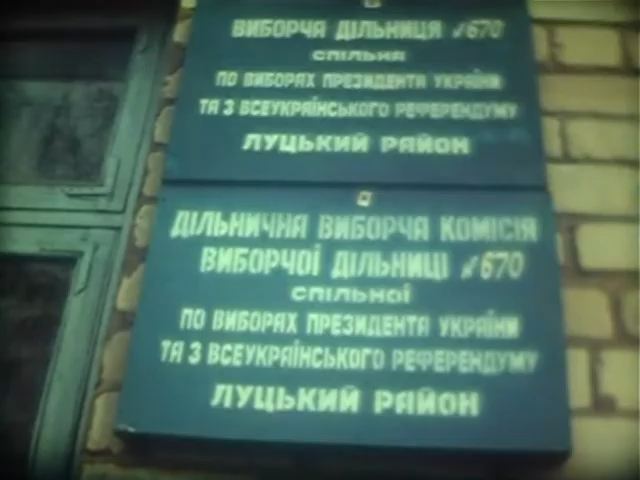 ВИБОРЧА ДІЛЬНИЦЯ №670
СПІЛЬНА
ПО ВИБОРАХ ПРЕЗИДЕНТА УКРАЇНИ
ТА З ВСЕУКРАЇНСЬКОГО РЕФЕРЕНДУМУ
ЛУЦЬКИЙ РАЙОН
ДІЛЬНИЧНА ВИБОРЧА КОМІСІЯ
ВИБОРЧОЇ ДІЛЬНИЦІ №670
СПІЛЬНОЇ
ПО ВИБОРАХ ПРЕЗИДЕНТА УКРАЇНИ
ТА З ВСЕУКРАЇНСЬКОГО РЕФЕРЕНДУМУ
ЛУЦЬКИЙ РАЙОН